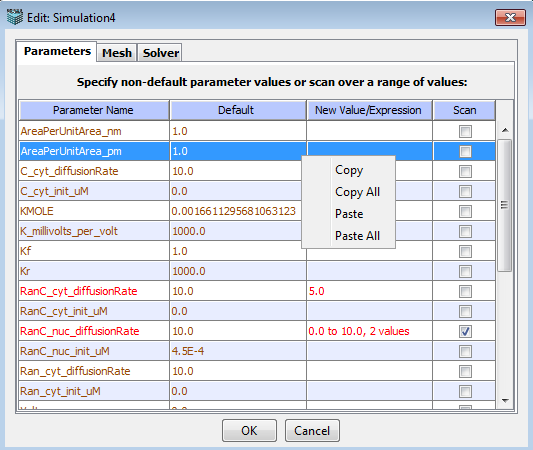 Edit: Simulation4
Parameters Mesh Solver
Specify non-default parameter values or scan over a range of values:
Parameter Name Default New Value/Expression Scan
AreaPerUnitArea_nm 1.0
AreaPerUnitArea_pm 1.0
C_cyt_diffusionRate 10.0
C_cyt_init_uM 0.0
KMOLE 0.0016611295681063123
K_millivolts_per_volt 1000.0
Kf 1.0
Kr 1000.0
RanC_cyt_diffusionRate 10.0 5.0
RanC_cyt_init_uM 0.0
RanC_nuc_diffusionRate 10.0 0.0 to 10.0, 2 values
RanC_nuc_init_uM 4.5E-4
Ran_cyt_diffusionRate 10.0
Ran_cyt_init_uM 0.0
Copy
Copy All
Paste
Paste All
OK Cancel